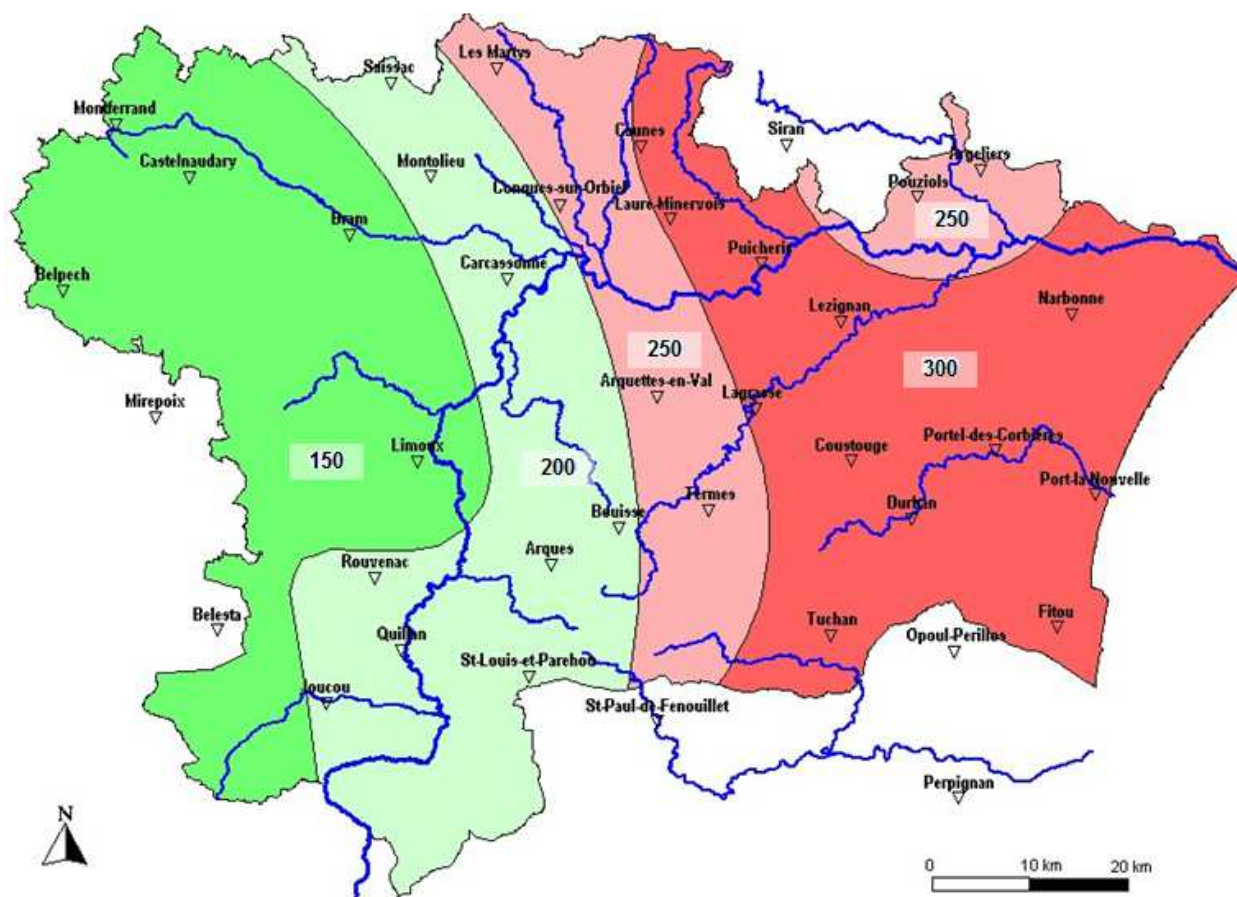 Les Martys
Saissac
Montferrand
Siran
Caunes
Argeliers
Castelnaudary
Montolieu
Pouziols
Conques-sur-Orbiel
Laure-Minervois
250
Bram
Puicheric
Carcassonne
Belpech
Lezignan
Narbonne
250
300
Arquettes-en-Val
Mirepoix
Lagrasse
Limoux
150
200
Coustouge
Portel-des-Corbières
Port-la Nouvelle
Termes
Bouisse
Durban
Rouvenac
Arques
Belesta
Quillan
Tuchan
Opoul-Perillos
Fitou
St-Louis-et-Parahou
Joucou
St-Paul-de-Fenouillet
Perpignan
N
0 10 km 20 km